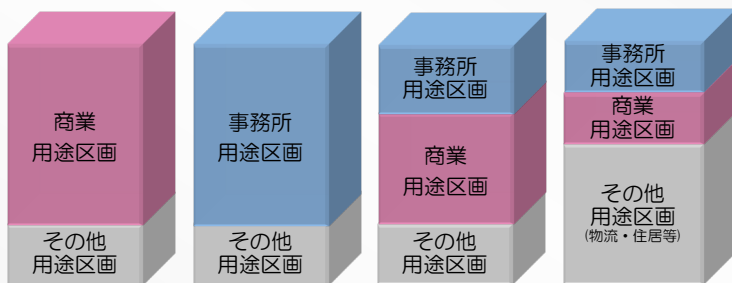 商業
用途区画
その他
用途区画
事務所
用途区画
その他
用途区画
事務所
用途区画
商業
用途区画
その他
用途区画
事務所
用途区画
商業
用途区画
その他
用途区画
(物流・住居等)